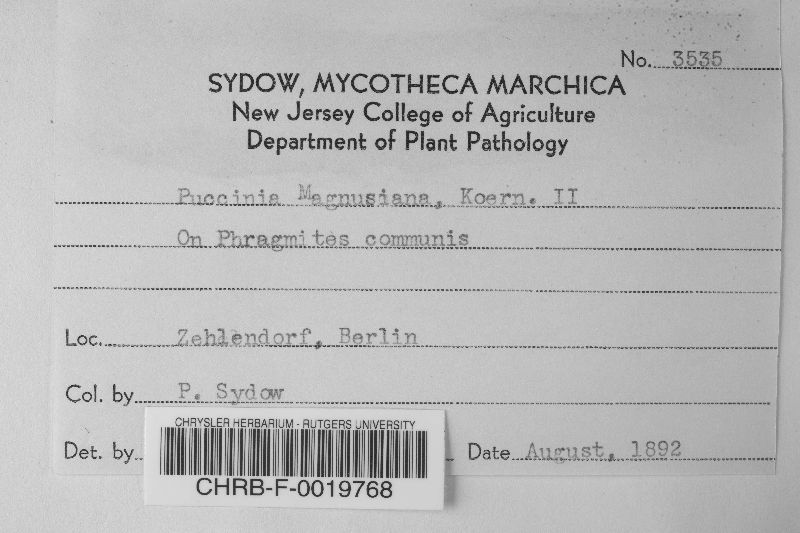 No. 3535
SYDOW, MYCOTHECA MARCHICA
New Jersey College of Agriculture
Department of Plant Pathology
Puccinia Magnusiana, Koern. II
On Phragmites communis
Loc. Zehlendorf, Berlin
Col. by P. Sydow
Det. by
Date August, 1892
CHRYSLER HERBARIUM - RUTGERS UNIVERSITY
CHRB-F-0019768